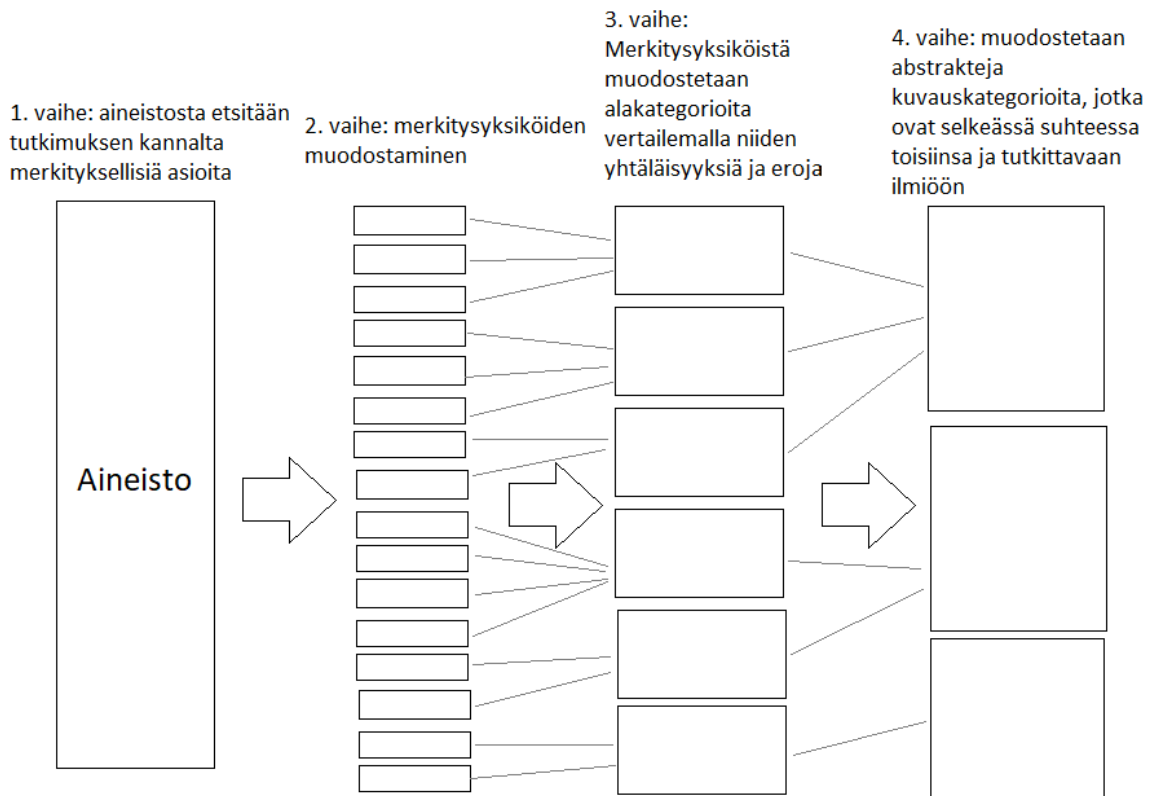 1. vaihe: aineistosta etsitään
tutkimuksen kannalta
merkityksellisiä asioita
2. vaihe: merkitysyksiköiden
muodostaminen
3. vaihe:
Merkitysyksiköistä
muodostetaan
alakategorioita
vertailemalla niiden
yhtäläisyyksiä ja eroja
4. vaihe: muodostetaan
abstrakteja
kuvauskategorioita, jotka
ovat selkeässä suhteessa
toisiinsa ja tutkittavaan
ilmiöön
Aineisto